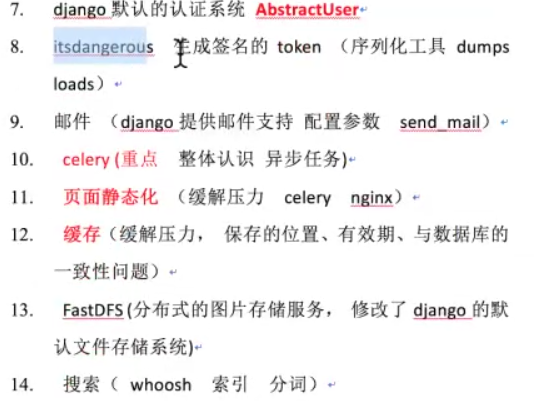 7. django 默认的认证系统 AbstractUser
8. itsdangerous 生成签名的 token （序列化工具 dumps
loads）
9. 邮件 （django 提供邮件支持 配置参数 send_mail）
10. celery (重点 整体认识 异步任务)
11. 页面静态化 （缓解压力 celery nginx）
12. 缓存（缓解压力， 保存的位置、有效期、与数据库的
一致性问题）
13. FastDFS (分布式的图片存储服务， 修改了 django 的默
认文件存储系统)
14. 搜索（ whoosh 索引 分词）